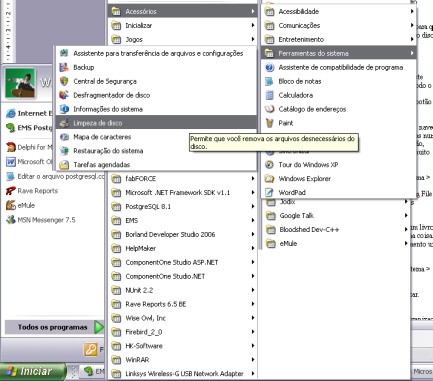 Acessórios
Inicializar
Jogos
Acessibilidade
Comunicações
Entretenimento
Ferramentas do sistema
Assistente de compatibilidade de programa
Bloco de notas
Calculadora
Catálogo de endereços
Paint
Tour do Windows XP
Windows Explorer
WordPad
Assistente para transferência de arquivos e configurações
Backup
Central de Segurança
Desfragmentador de disco
Informações do sistema
Limpeza de disco
Mapa de caracteres
Restauração do sistema
Tarefas agendadas
Permite que você remova os arquivos desnecessários do
disco.
Internet E
EMS Postg
Delphi for M
Microsoft O
Editar o arquivo postgresql.c
Rave Reports
eMule
MSN Messenger 7.5
fabFORCE
Microsoft .NET Framework SDK v1.1
PostgreSQL 8.1
EMS
Borland Developer Studio 2006
HelpMaker
ComponentOne Studio ASP.NET
ComponentOne Studio.NET
NUnit 2.2
Rave Reports 6.5 BE
Wise Owl, Inc
Firebird_2_0
HK-Software
WinRAR
Linksys Wireless-G USB Network Adapter
Jodix
Google Talk
Bloodshed Dev-C++
eMule
Todos os programas
Iniciar
EM
Micros